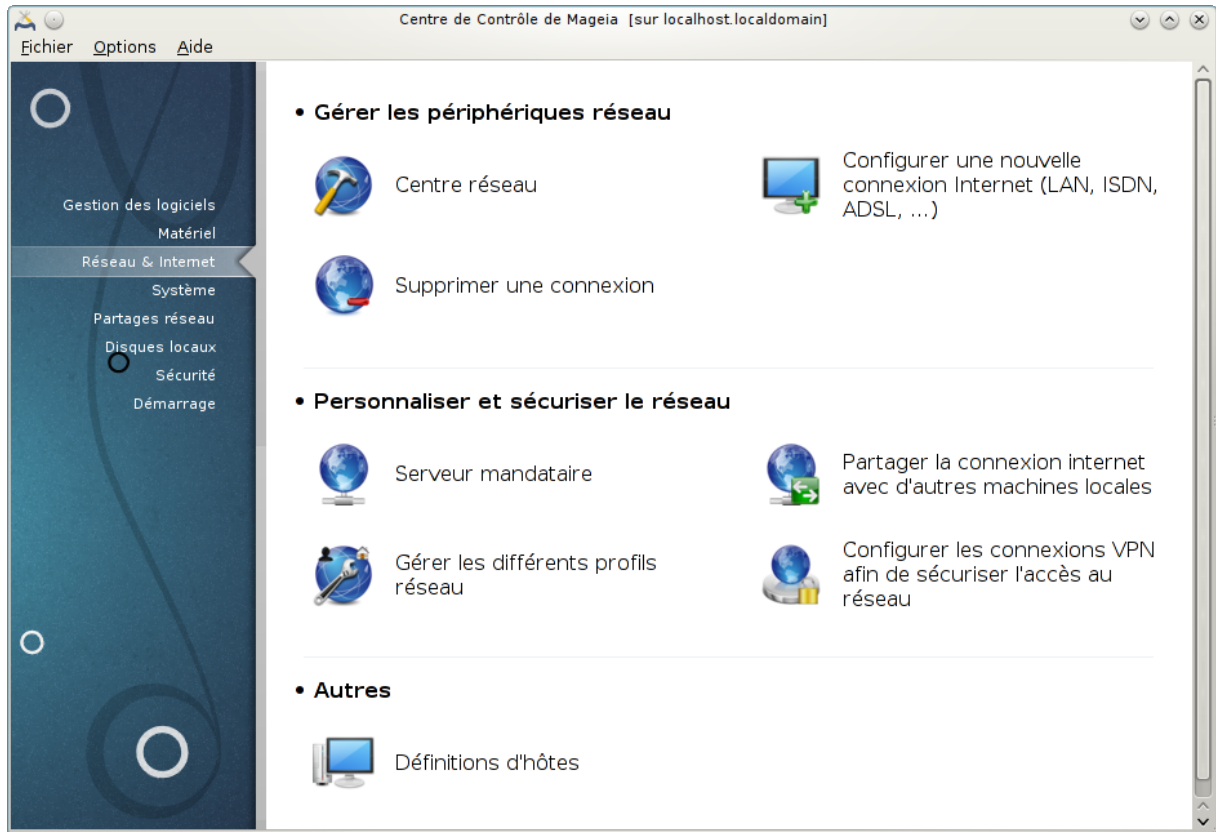 Centre de Contrôle de Mageia [sur localhost.localdomain]
Fichier Options Aide
Gestion des logiciels
Matériel
Réseau & Internet
Système
Partages réseau
Disques locaux
Sécurité
Démarrage
• Gérer les périphériques réseau
Centre réseau
Configurer une nouvelle
connexion Internet (LAN, ISDN,
ADSL, ...)
Supprimer une connexion
• Personnaliser et sécuriser le réseau
Serveur mandataire
Partager la connexion internet
avec d'autres machines locales
Gérer les différents profils
réseau
Configurer les connexions VPN
afin de sécuriser l'accès au
réseau
• Autres
Définitions d'hôtes